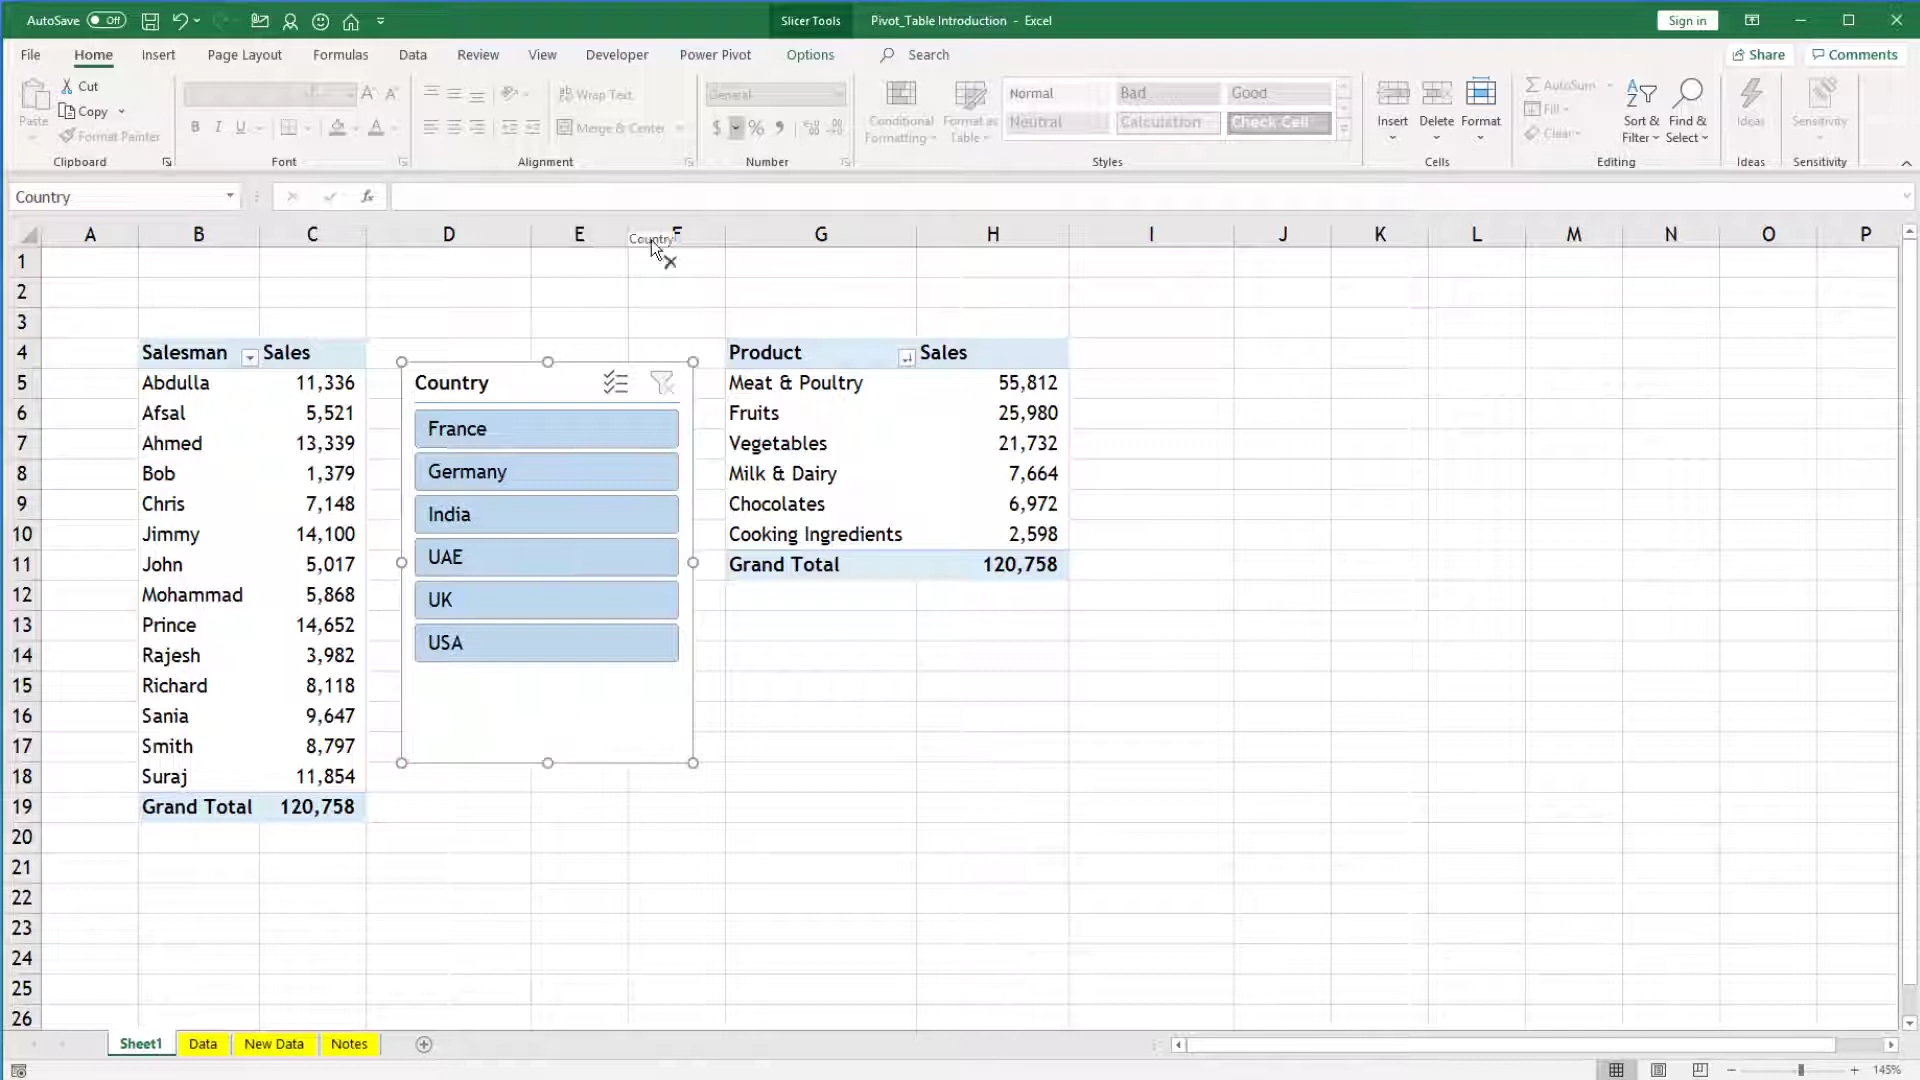 AutoSave Off Slicer Tools Pivot_Table Introduction - Excel Sign in
File Home Insert Page Layout Formulas Data Review View Developer Power Pivot Options Search Share Comments
Paste Cut Copy Format Painter
Clipboard
B I U A A A
Font
Wrap Text
Merge & Center
Alignment
General
$ %
Number
Conditional Formatting
Format as Table
Normal Bad Good
Neutral Calculation Check Cell
Styles
Insert Delete Format
Cells
AutoSum
Fill
Clear
Sort & Filter
Find & Select
Editing
Ideas
Ideas
Sensitivity
Sensitivity
Country fx
A B C D E F G H I J K L M N O P
Country
1
2
3
4 Salesman Sales Product Sales
5 Abdulla 11,336 Country Meat & Poultry 55,812
6 Afsal 5,521 France Fruits 25,980
7 Ahmed 13,339 Germany Vegetables 21,732
8 Bob 1,379 Milk & Dairy 7,664
9 Chris 7,148 India Chocolates 6,972
10 Jimmy 14,100 UAE Cooking Ingredients 2,598
11 John 5,017 Grand Total 120,758
12 Mohammad 5,868 UK
13 Prince 14,652 USA
14 Rajesh 3,982
15 Richard 8,118
16 Sania 9,647
17 Smith 8,797
18 Suraj 11,854
19 Grand Total 120,758
20
21
22
23
24
25
26
Sheet1 Data New Data Notes
145%